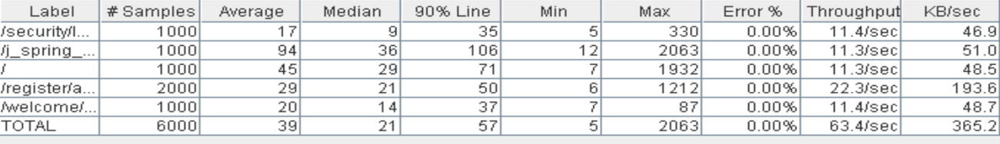 Label # Samples Average Median 90% Line Min Max Error % Throughput KB/sec
/security/l... 1000 17 9 35 5 330 0.00% 11.4/sec 46.9
/j_spring_... 1000 94 36 106 12 2063 0.00% 11.3/sec 51.0
/ 1000 45 29 71 7 1932 0.00% 11.3/sec 48.5
/register/a... 2000 29 21 50 6 1212 0.00% 22.3/sec 193.6
/welcome/... 1000 20 14 37 7 87 0.00% 11.4/sec 48.7
TOTAL 6000 39 21 57 5 2063 0.00% 63.4/sec 365.2